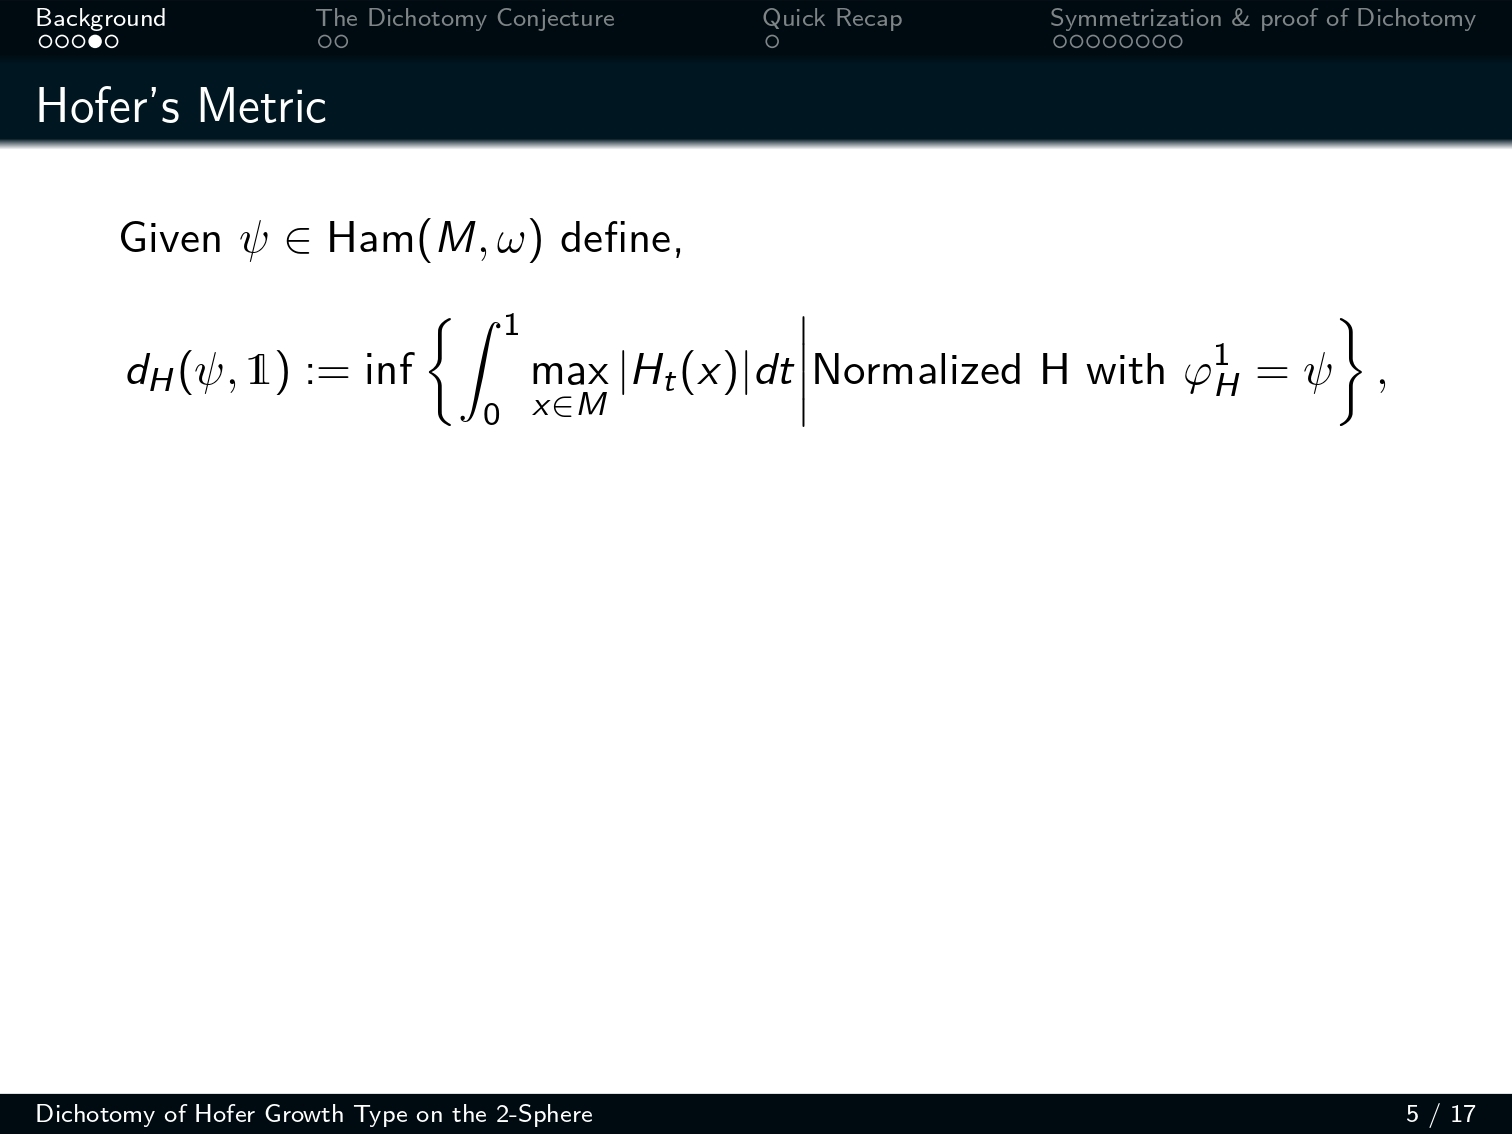 Background The Dichotomy Conjecture Quick Recap Symmetrization & proof of Dichotomy
Hofer's Metric
Given ψ ∈ Ham(M, ω) define,
d_H(ψ, 𝟙) := inf { ∫_0^1 max_{x∈M} |H_t(x)|dt | Normalized H with φ_H^1 = ψ } ,
Dichotomy of Hofer Growth Type on the 2-Sphere 5 / 17